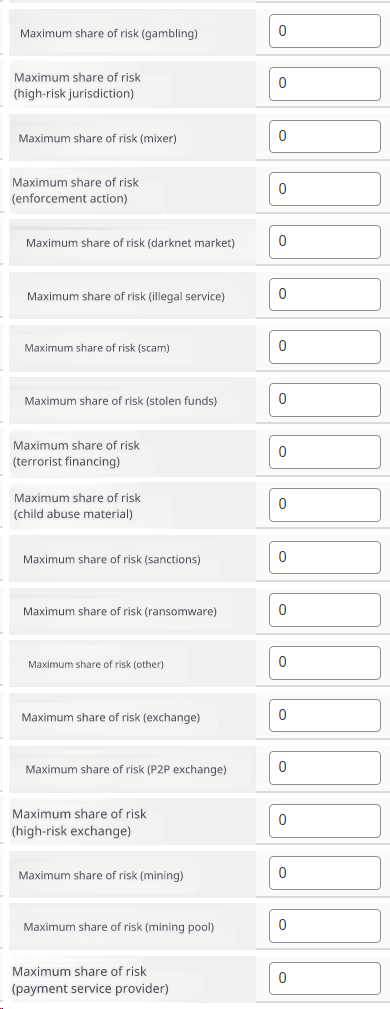 Maximum share of risk (gambling)
0
Maximum share of risk
(high-risk jurisdiction)
0
Maximum share of risk (mixer)
0
Maximum share of risk
(enforcement action)
0
Maximum share of risk (darknet market)
0
Maximum share of risk (illegal service)
0
Maximum share of risk (scam)
0
Maximum share of risk (stolen funds)
0
Maximum share of risk
(terrorist financing)
0
Maximum share of risk
(child abuse material)
0
Maximum share of risk (sanctions)
0
Maximum share of risk (ransomware)
0
Maximum share of risk (other)
0
Maximum share of risk (exchange)
0
Maximum share of risk (P2P exchange)
0
Maximum share of risk
(high-risk exchange)
0
Maximum share of risk (mining)
0
Maximum share of risk (mining pool)
0
Maximum share of risk
(payment service provider)
0